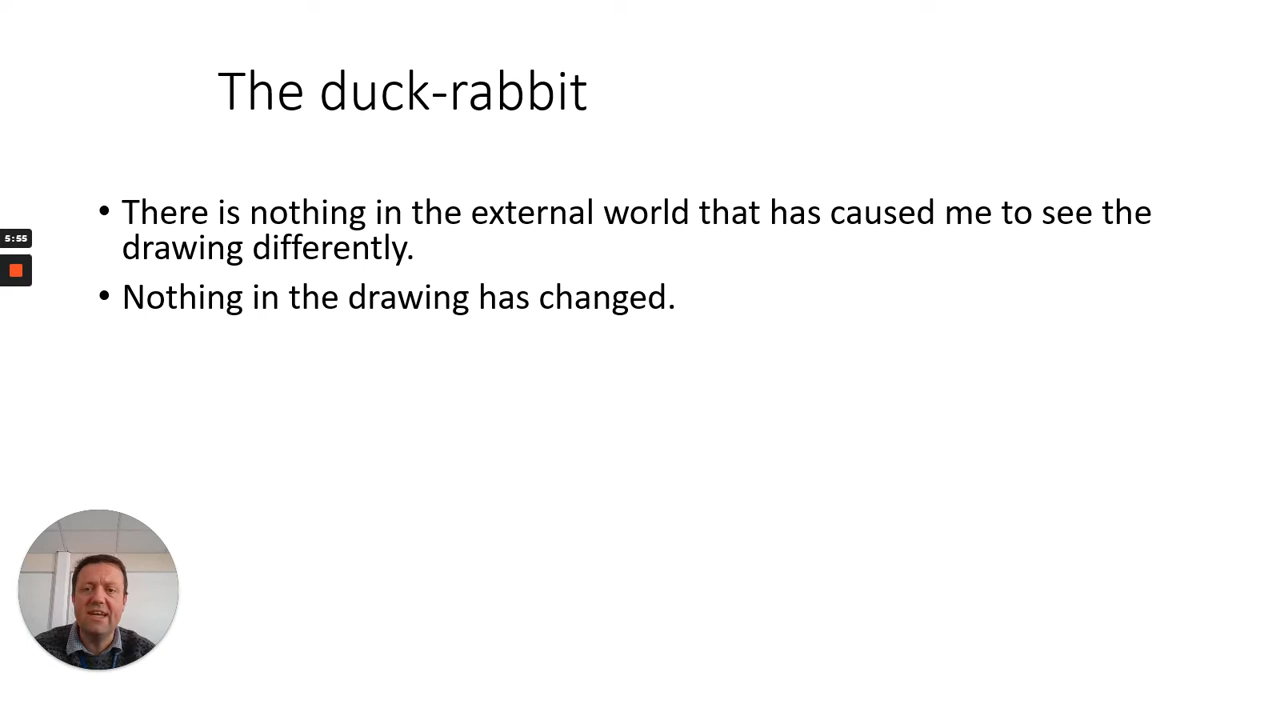 The duck-rabbit
• There is nothing in the external world that has caused me to see the
drawing differently.
• Nothing in the drawing has changed.
5:55